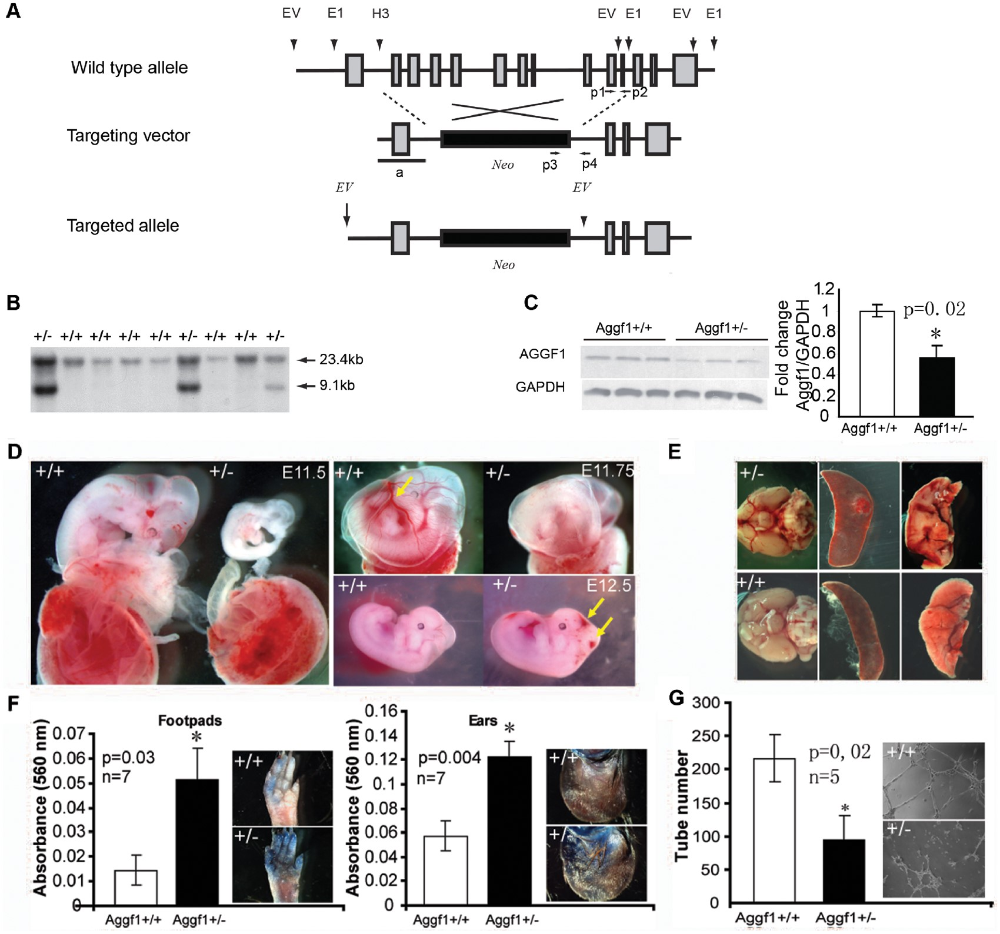 A
EV E1 H3 EV E1 EV E1
Wild type allele
p1 p2
Targeting vector
a Neo p3 p4
EV EV
Targeted allele
Neo
B
+/- +/+ +/+ +/+ +/+ +/- +/+ +/+ +/-
23.4kb
9.1kb
C
Aggf1+/+ Aggf1+/-
AGGF1
GAPDH
Fold change
Aggf1/GAPDH
1.2
1
0.8
0.6
0.4
0.2
0
p=0. 02
*
Aggf1+/+ Aggf1+/-
D
+/+ +/- E11.5
+/+ +/- E11.75
+/+ +/- E12.5
E
+/-
+/+
F
Footpads
Absorbance (560 nm)
0.07
0.06
0.05
0.04
0.03
0.02
0.01
0
p=0.03
n=7
*
+/+
+/-
Aggf1+/+ Aggf1+/-
Ears
Absorbance (560 nm)
0.16
0.14
0.12
0.1
0.08
0.06
0.04
0.02
0
p=0.004
n=7
*
+/+
+/-
Aggf1+/+ Aggf1+/-
G
Tube number
300
250
200
150
100
50
0
p=0, 02
n=5
*
+/+
+/-
Aggf1+/+ Aggf1+/-